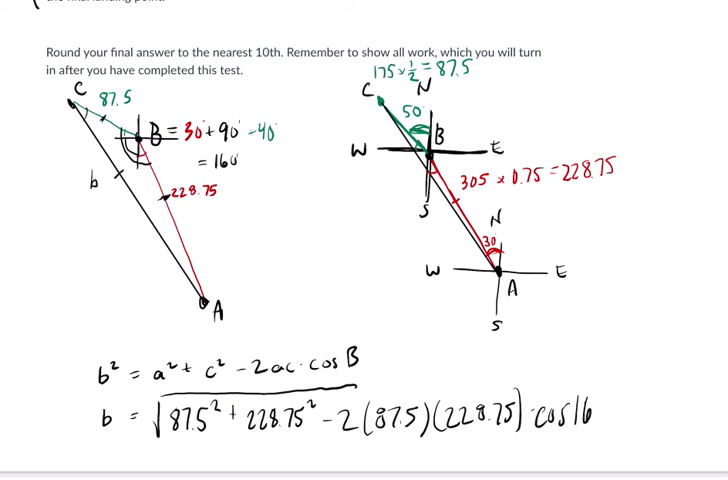 Round your final answer to the nearest 10th. Remember to show all work, which you will turn
in after you have completed this test.
175 × 1/2 = 87.5
C
87.5
B = 30° + 90° + 40°
= 160°
b
228.75
A
C
N
50°
B
W
E
S
305 × 0.75 = 228.75
N
30°
W
E
A
S
b² = a² + c² - 2ac · cos B
b = √87.5² + 228.75² - 2(87.5)(228.75) · cos 16